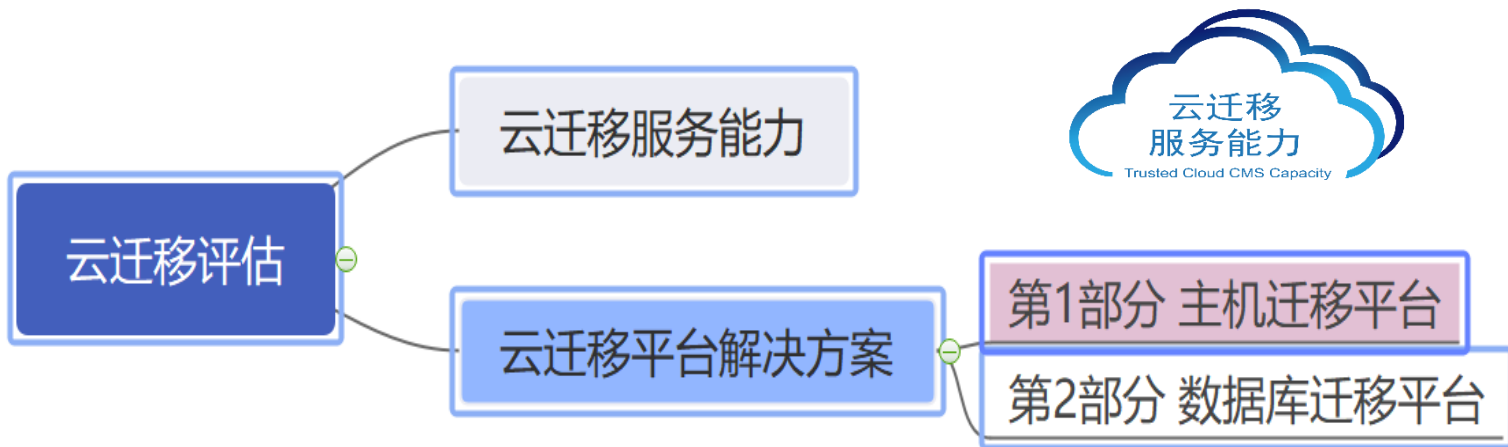 云迁移服务能力
云迁移
服务能力
Trusted Cloud CMS Capacity
云迁移评估
云迁移平台解决方案
第1部分 主机迁移平台
第2部分 数据库迁移平台